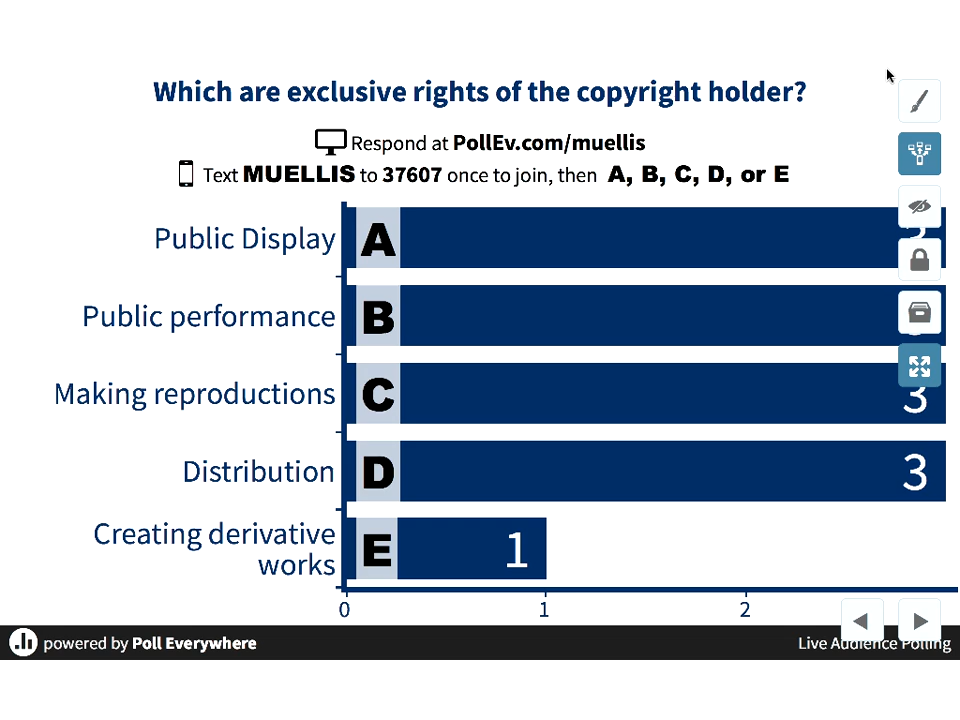 Which are exclusive rights of the copyright holder?
Respond at PollEv.com/muellis
Text MUELLIS to 37607 once to join, then A, B, C, D, or E
Public Display A
Public performance B
Making reproductions C 3
Distribution D 3
Creating derivative
works
E 1
0 1 2
powered by Poll Everywhere
Live Audience Polling